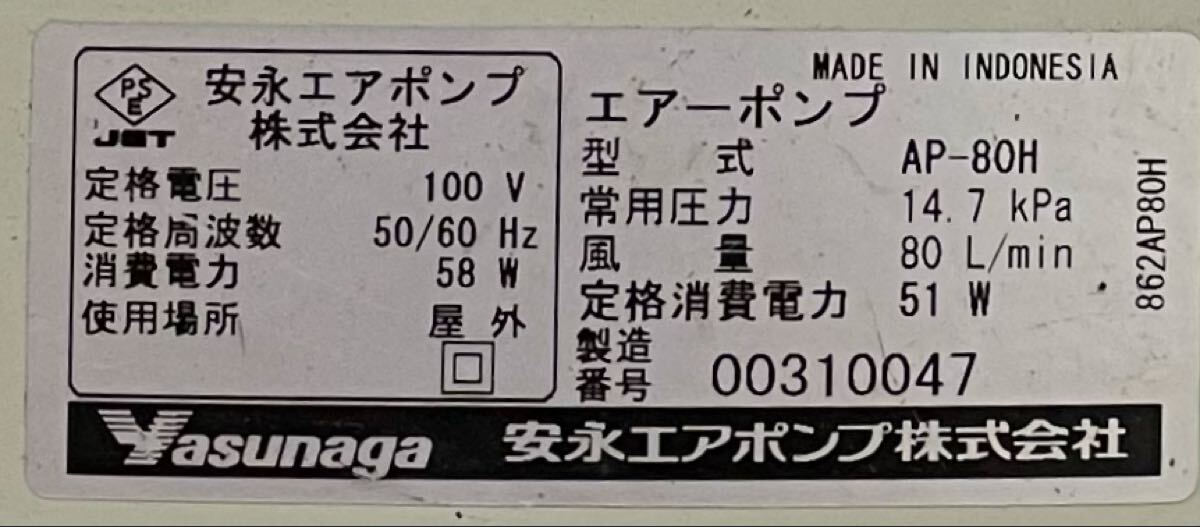 PS
E
JET
安永エアポンプ
株式会社
定格電圧 100 V
定格周波数 50/60 Hz
消費電力 58 W
使用場所 屋 外
MADE IN INDONESIA
エアーポンプ
型 式 AP-80H
常用圧力 14.7 kPa
風 量 80 L/min
定格消費電力 51 W
製造
番号 00310047
862AP80H
Yasunaga 安永エアポンプ株式会社